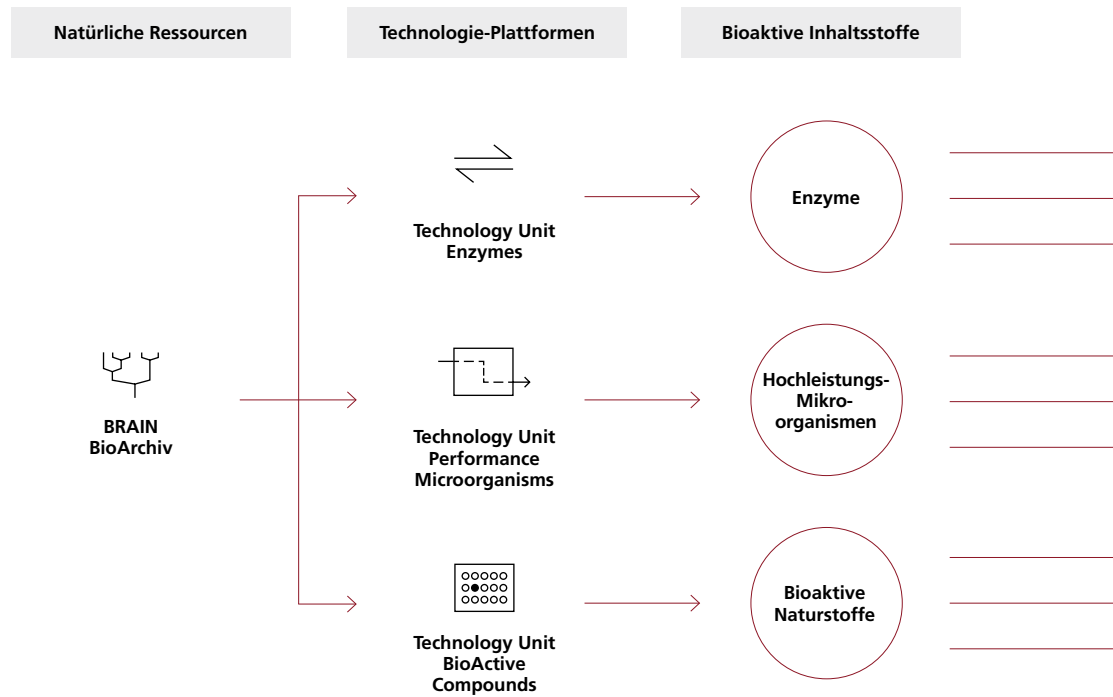 Natürliche Ressourcen
Technologie-Plattformen
Bioaktive Inhaltsstoffe
Technology Unit
Enzymes
Enzyme
BRAIN
BioArchiv
Technology Unit
Performance
Microorganisms
Hochleistungs-
Mikro-
organismen
Technology Unit
BioActive
Compounds
Bioaktive
Naturstoffe